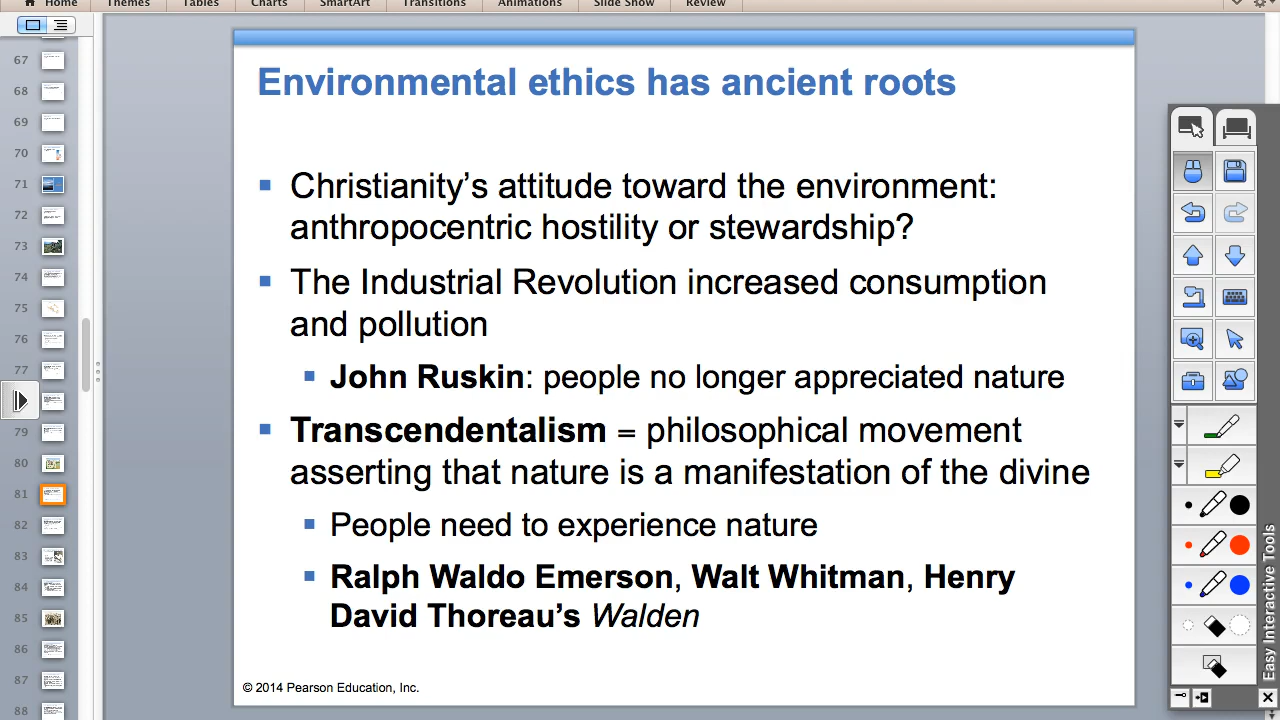 Home Themes Tables Charts SmartArt Transitions Animations Slide Show Review
67
68
69
70
71
72
73
74
75
76
77
79
80
81
82
83
84
85
86
87
88
Environmental ethics has ancient roots
Christianity’s attitude toward the environment:
anthropocentric hostility or stewardship?
The Industrial Revolution increased consumption
and pollution
John Ruskin: people no longer appreciated nature
Transcendentalism = philosophical movement
asserting that nature is a manifestation of the divine
People need to experience nature
Ralph Waldo Emerson, Walt Whitman, Henry
David Thoreau’s Walden
© 2014 Pearson Education, Inc.
Easy Interactive Tools